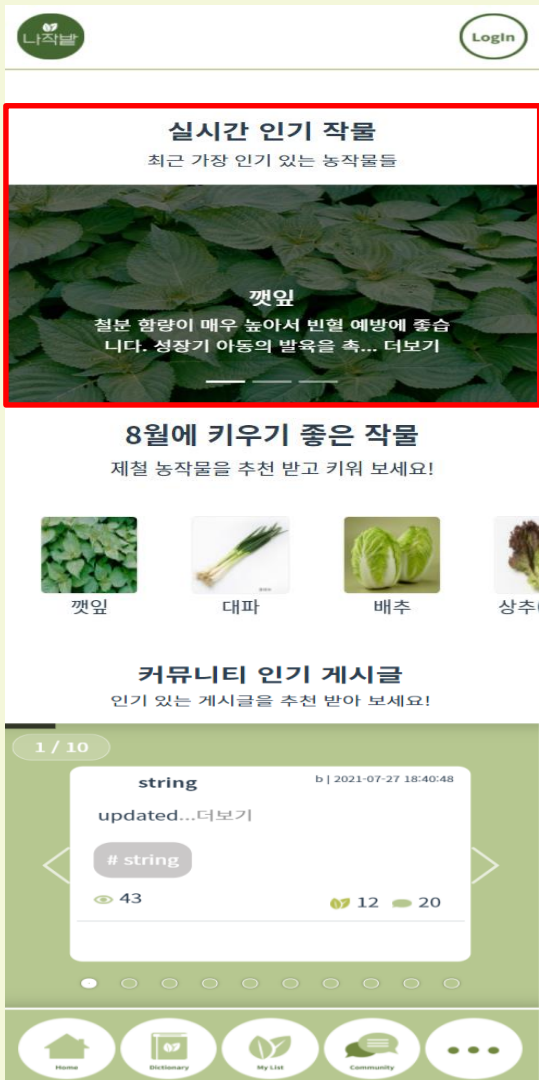 나작밭
LogIn
실시간 인기 작물
최근 가장 인기 있는 농작물들
깻잎
철분 함량이 매우 높아서 빈혈 예방에 좋습
니다. 성장기 아동의 발육을 촉... 더보기
8월에 키우기 좋은 작물
제철 농작물을 추천 받고 키워 보세요!
깻잎
대파
배추
상추(
커뮤니티 인기 게시글
인기 있는 게시글을 추천 받아 보세요!
1 / 10
string
b | 2021-07-27 18:40:48
updated...더보기
# string
43
12
20
Home
Dictionary
My List
Community